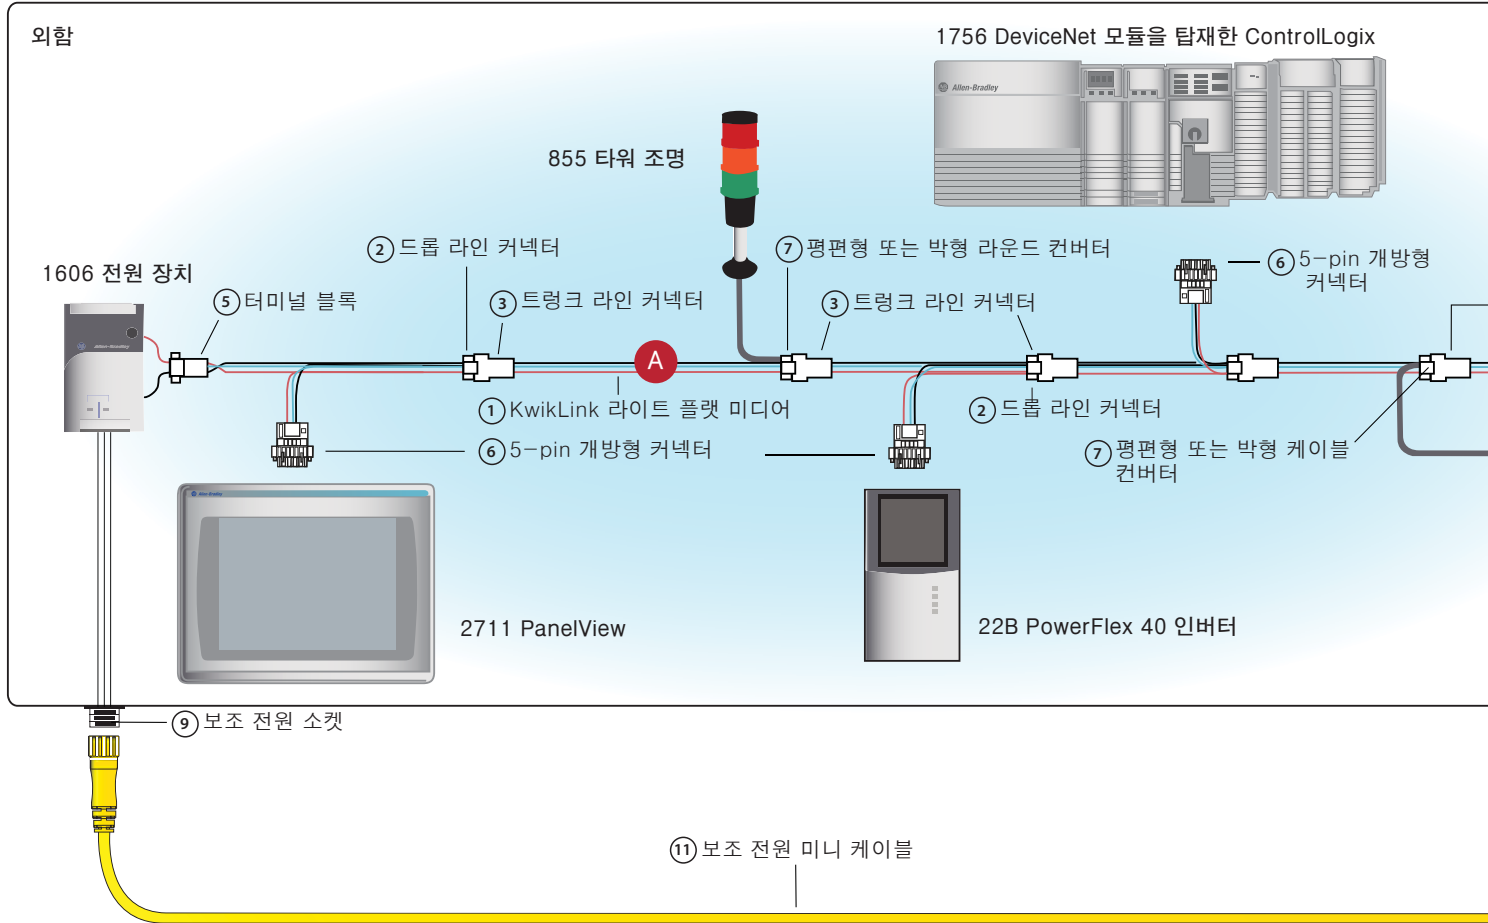 외함
1756 DeviceNet 모듈을 탑재한 ControlLogix
Allen-Bradley
855 타워 조명
② 드롭 라인 커넥터
⑦ 평편형 또는 박형 라운드 컨버터
⑥ 5-pin 개방형
커넥터
1606 전원 장치
⑤ 터미널 블록
③ 트렁크 라인 커넥터
③ 트렁크 라인 커넥터
A
① KwikLink 라이트 플랫 미디어
② 드롭 라인 커넥터
⑥ 5-pin 개방형 커넥터
⑦ 평편형 또는 박형 케이블
컨버터
Allen-Bradley
2711 PanelView
22B PowerFlex 40 인버터
⑨ 보조 전원 소켓
⑪ 보조 전원 미니 케이블